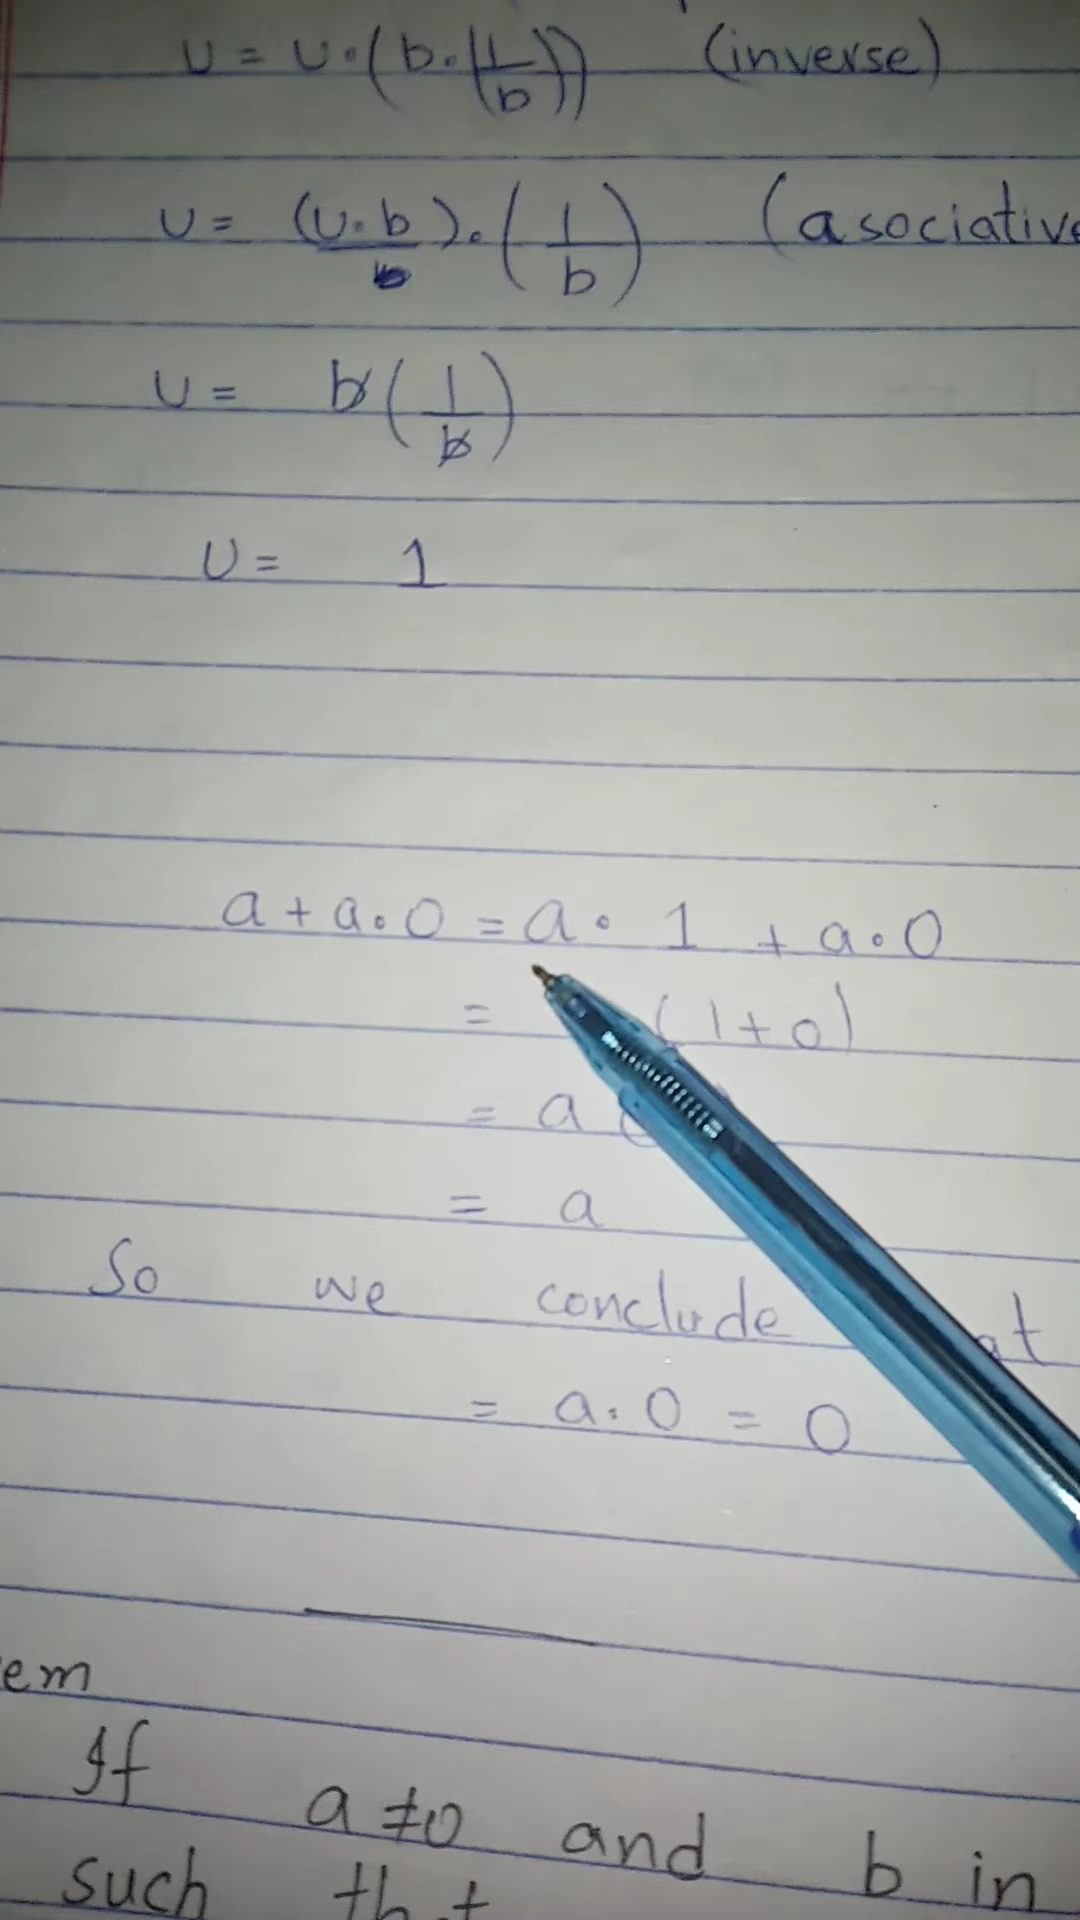 U = U·(b·(1/b)) (inverse)
U = (U·b)·(1/b) (asociative
U = b(1/b)
U = 1
a + a·0 = a·1 + a·0
= (1+0)
= a
= a
So we conclude
= a·0 = 0
If a≠0 and b in
such